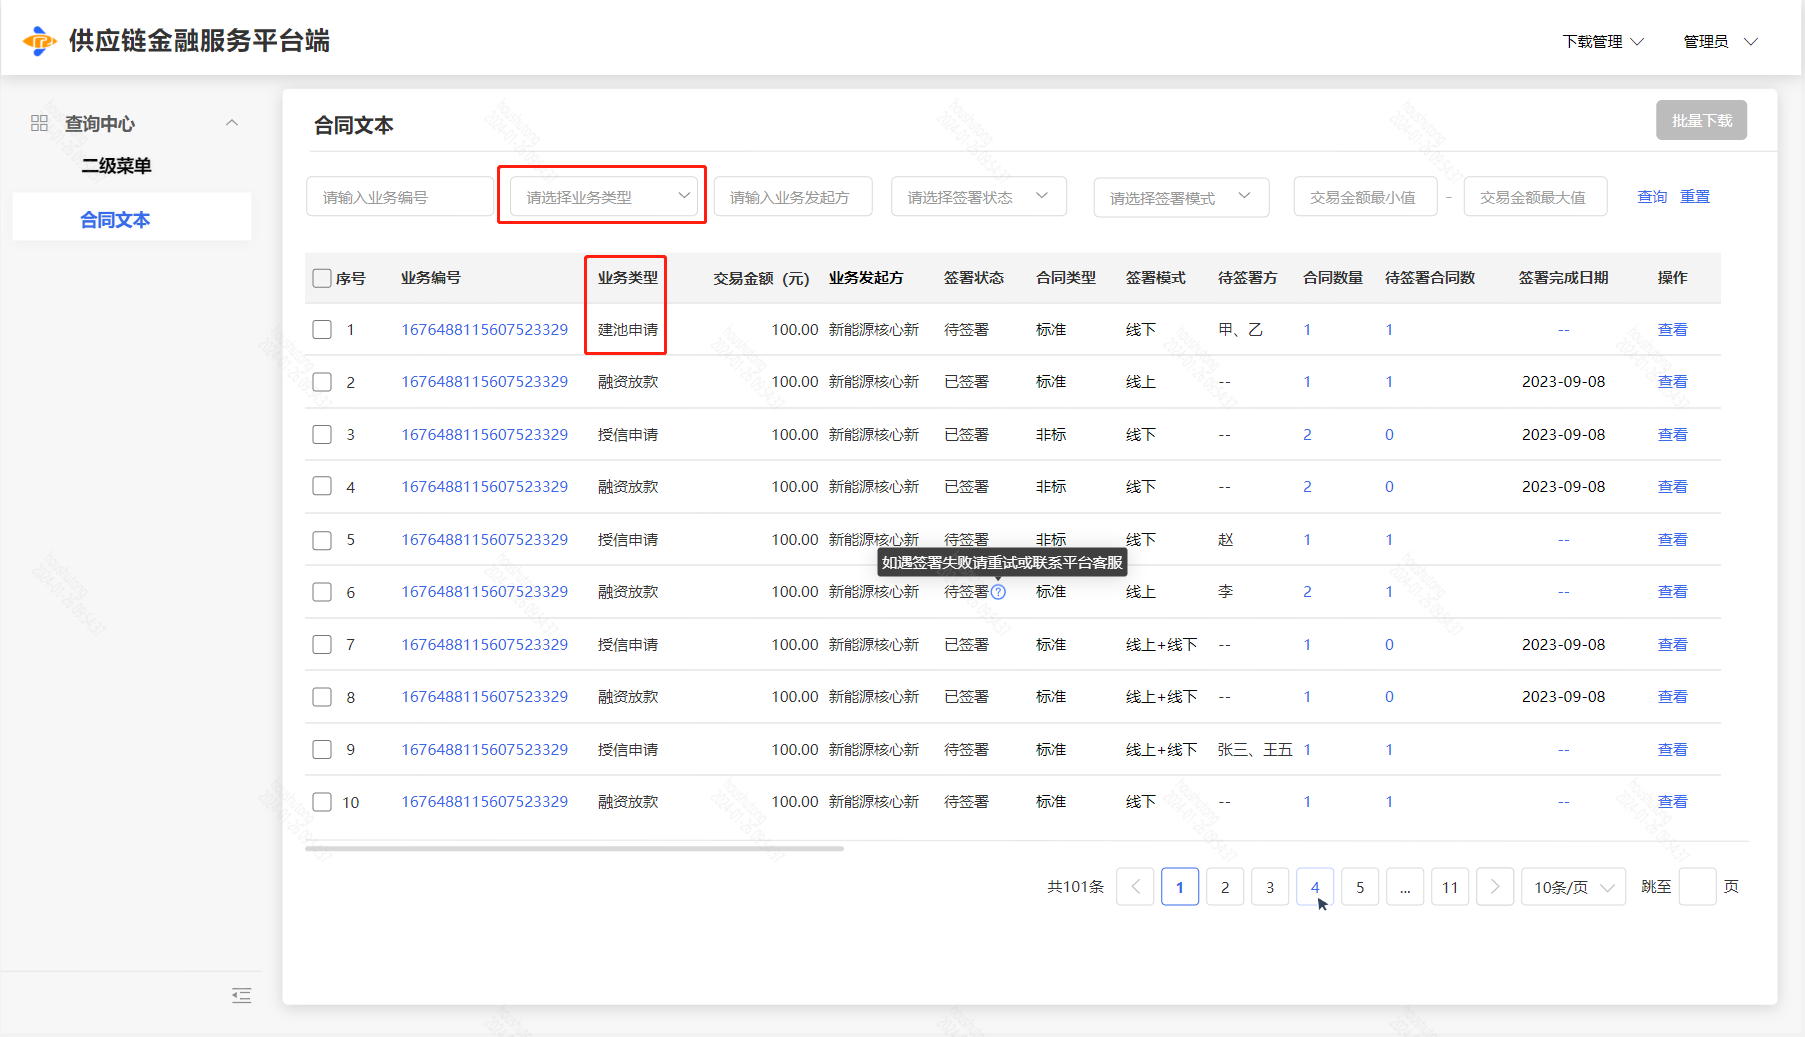 供应链金融服务平台端
下载管理
管理员
查询中心
二级菜单
合同文本
合同文本
批量下载
请输入业务编号
请选择业务类型
请输入业务发起方
请选择签署状态
请选择签署模式
交易金额最小值 - 交易金额最大值
查询 重置
序号 业务编号 业务类型 交易金额（元） 业务发起方 签署状态 合同类型 签署模式 待签署方 合同数量 待签署合同数 签署完成日期 操作
1 1676488115607523329 建池申请 100.00 新能源核心新 待签署 标准 线下 甲、乙 1 1 -- 查看
2 1676488115607523329 融资放款 100.00 新能源核心新 已签署 标准 线上 -- 1 1 2023-09-08 查看
3 1676488115607523329 授信申请 100.00 新能源核心新 已签署 非标 线下 -- 2 0 2023-09-08 查看
4 1676488115607523329 融资放款 100.00 新能源核心新 已签署 非标 线下 -- 2 0 2023-09-08 查看
5 1676488115607523329 授信申请 100.00 新能源核心新 待签署 非标 线下 赵 1 1 -- 查看
如遇签署失败请重试或联系平台客服
6 1676488115607523329 融资放款 100.00 新能源核心新 待签署 标准 线上 李 2 1 -- 查看
7 1676488115607523329 授信申请 100.00 新能源核心新 已签署 标准 线上+线下 -- 1 0 2023-09-08 查看
8 1676488115607523329 融资放款 100.00 新能源核心新 已签署 标准 线上+线下 -- 1 0 2023-09-08 查看
9 1676488115607523329 授信申请 100.00 新能源核心新 待签署 标准 线上+线下 张三、王五 1 1 -- 查看
10 1676488115607523329 融资放款 100.00 新能源核心新 待签署 标准 线下 -- 1 1 -- 查看
共101条 1 2 3 4 5 ... 11 10条/页 跳至 页